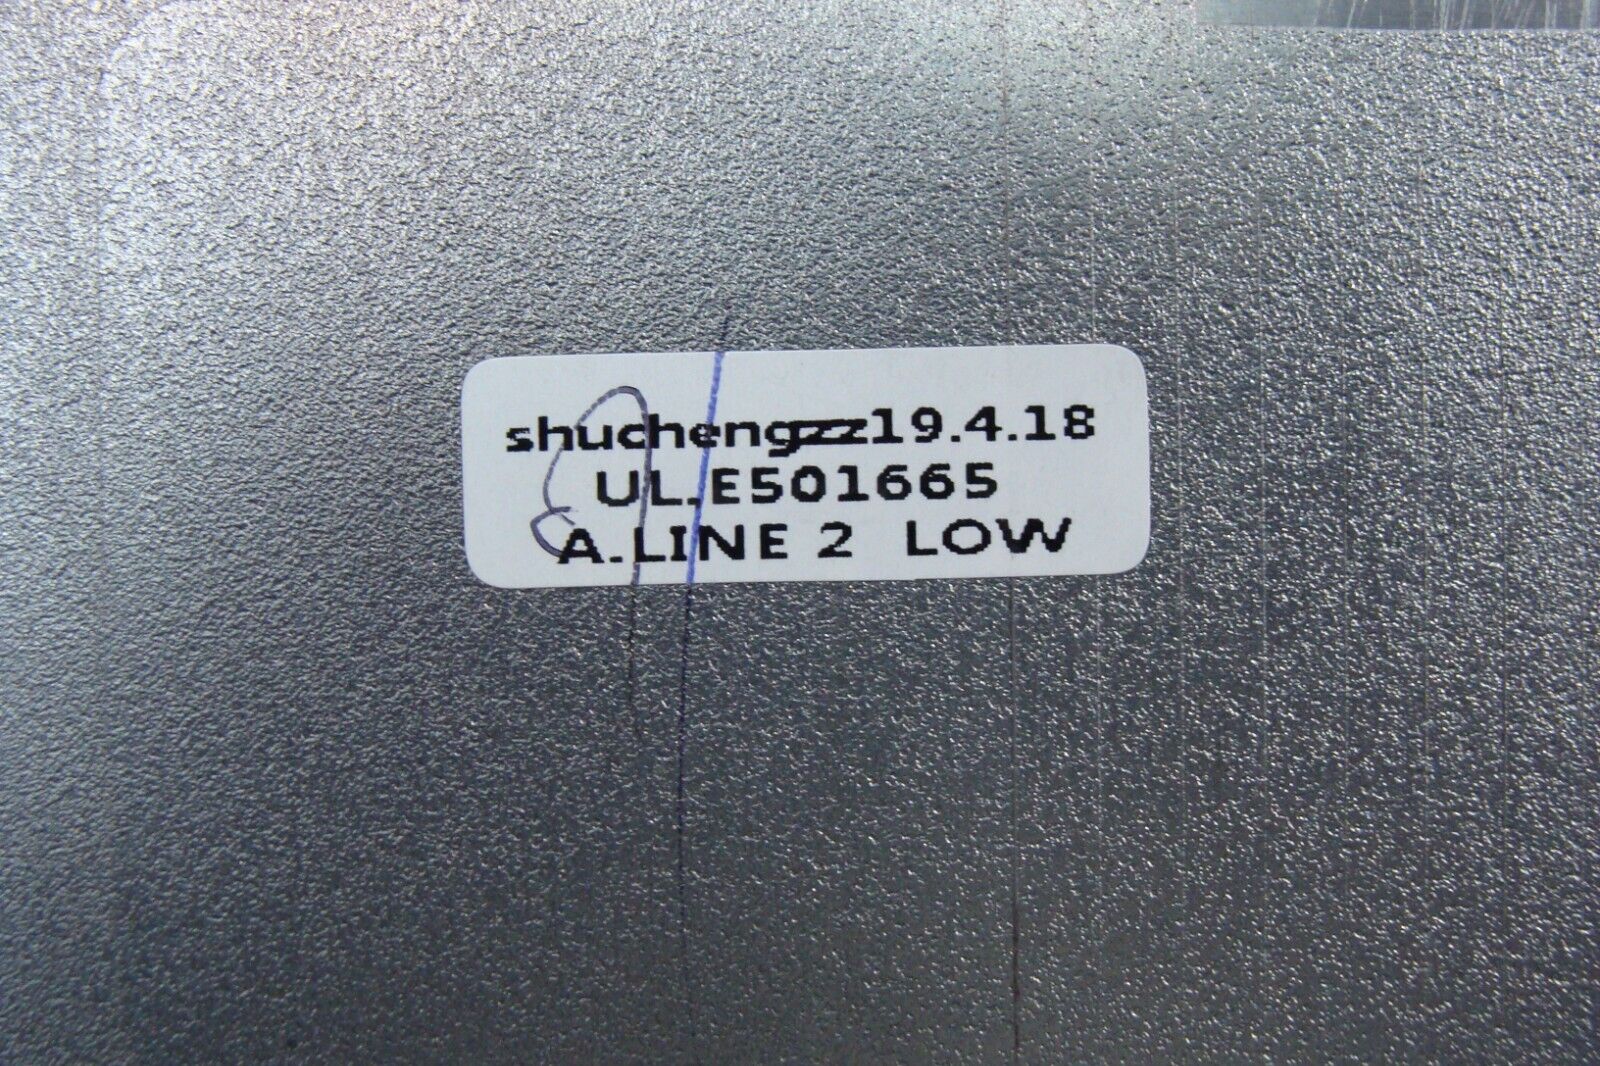 shuchengzz19.4.18
UL.E501665
A.LINE 2 LOW